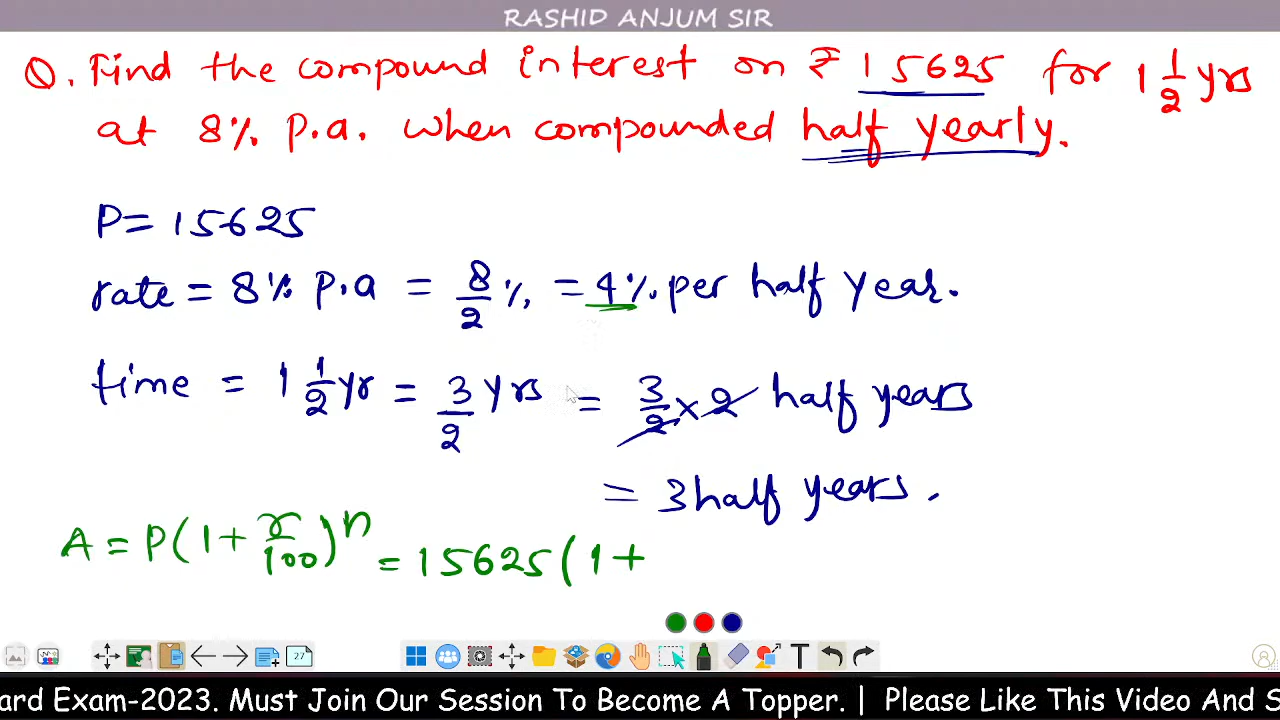 RASHID ANJUM SIR
Q. Find the compound interest on ₹ 15625 for 1 1/2 yrs
at 8% p.a. when compounded half yearly.
P= 15625
rate = 8% p.a = 8/2 % = 4% per half year.
time = 1 1/2 yr = 3/2 yrs = 3/2 × 2 half years
= 3 half years.
A = P(1 + r/100)^n = 15625 (1 +
27
ard Exam-2023. Must Join Our Session To Become A Topper. | Please Like This Video And S